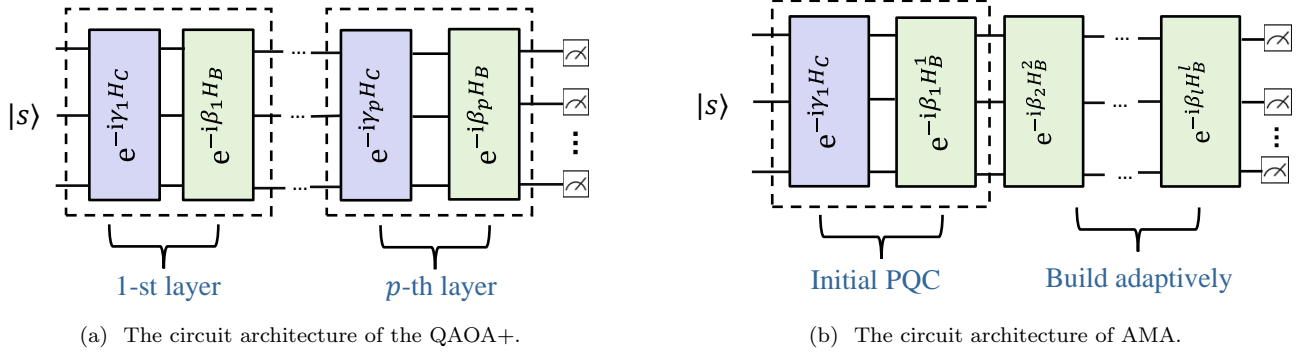 |s⟩
e^{-iγ_1 H_C}
e^{-iβ_1 H_B}
...
...
...
e^{-iγ_p H_C}
e^{-iβ_p H_B}
...
1-st layer
p-th layer
(a) The circuit architecture of the QAOA+.
|s⟩
e^{-iγ_1 H_C}
e^{-iβ_1 H_B^1}
e^{-iβ_2 H_B^2}
...
...
...
e^{-iβ_l H_B^l}
...
Initial PQC
Build adaptively
(b) The circuit architecture of AMA.